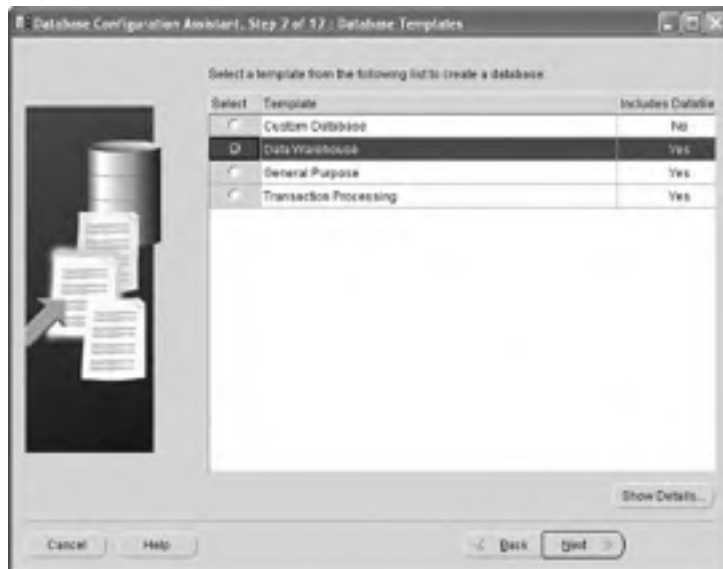 Database Configuration Assistant, Step 2 of 12 : Database Templates
Select a template from the following list to create a database:
Select Template Includes Datafile
Custom Database No
Data Warehouse Yes
General Purpose Yes
Transaction Processing Yes
Show Details...
Cancel Help Back Next